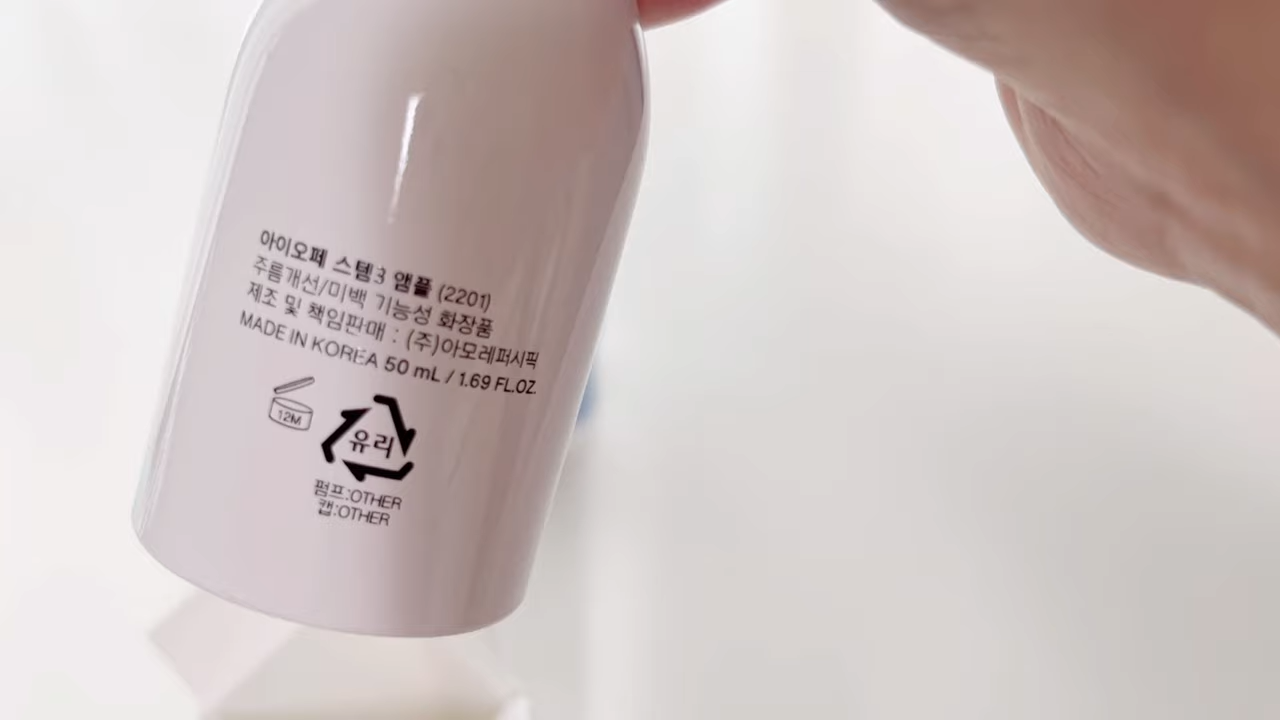 아이오페 스템3 앰플 (2201)
주름개선/미백 기능성 화장품
제조 및 책임판매 : (주)아모레퍼시픽
MADE IN KOREA 50 mL / 1.69 FL.OZ.
12M
유리
펌프:OTHER
캡:OTHER